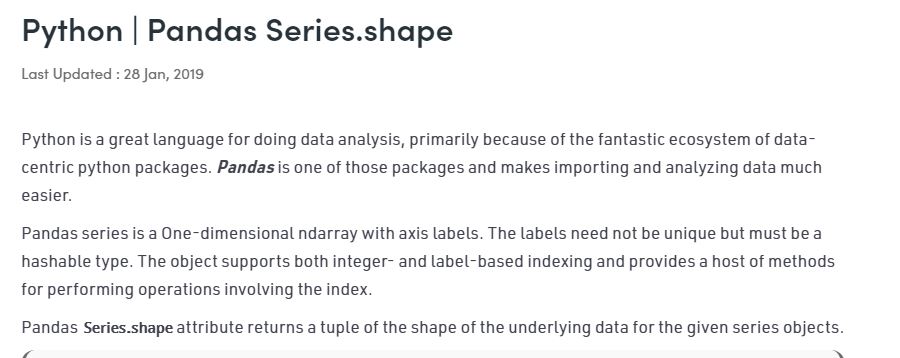 Python | Pandas Series.shape
Last Updated : 28 Jan, 2019
Python is a great language for doing data analysis, primarily because of the fantastic ecosystem of data-
centric python packages. Pandas is one of those packages and makes importing and analyzing data much
easier.
Pandas series is a One-dimensional ndarray with axis labels. The labels need not be unique but must be a
hashable type. The object supports both integer- and label-based indexing and provides a host of methods
for performing operations involving the index.
Pandas Series.shape attribute returns a tuple of the shape of the underlying data for the given series objects.